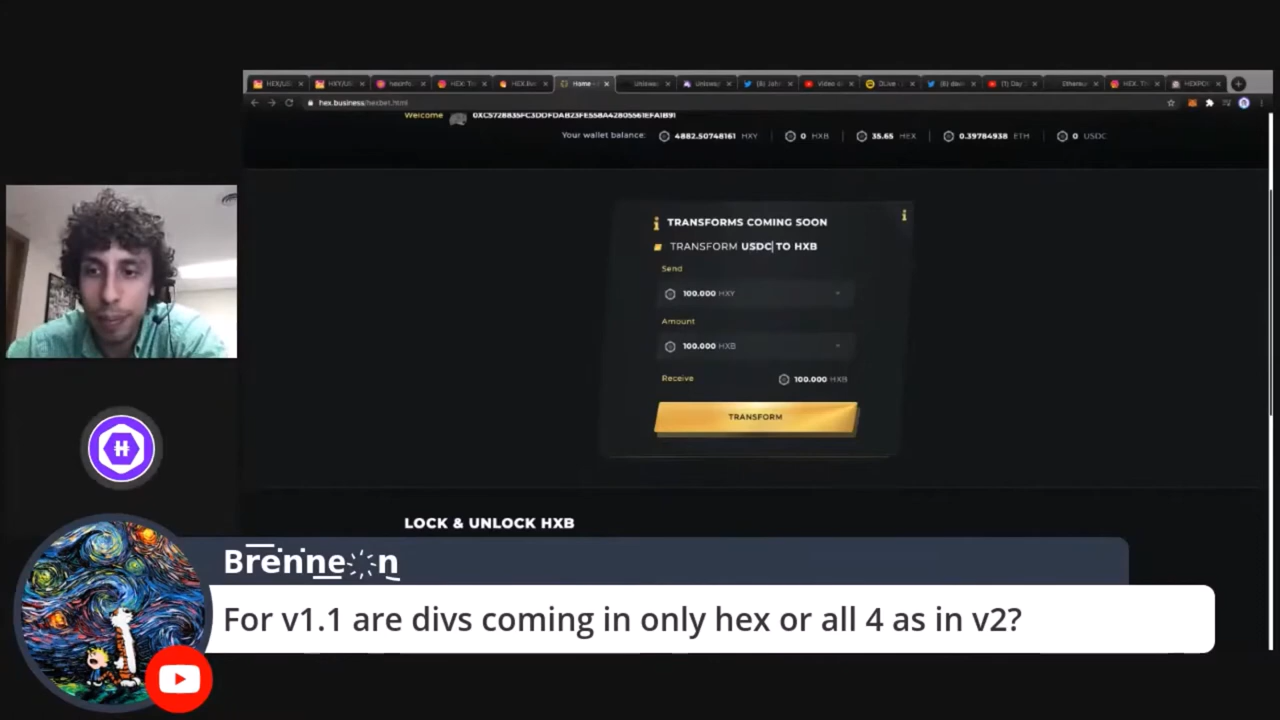 hex.business/hexbet.html
Welcome
Your wallet balance: 4882.50748161 HXY 0 HXB 35.65 HEX 0.39784938 ETH 0 USDC
TRANSFORMS COMING SOON
TRANSFORM USDC TO HXB
Send
100.000 HXY
Amount
100.000 HXB
Receive 100.000 HXB
TRANSFORM
LOCK & UNLOCK HXB
Brenneon
For v1.1 are divs coming in only hex or all 4 as in v2?